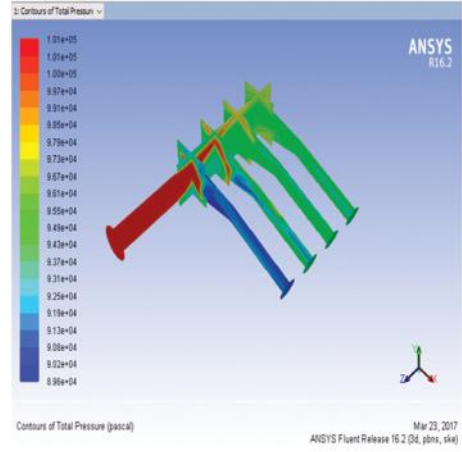 1: Contours of Total Pressure
ANSYS
R16.2
1.01e+05
1.01e+05
1.00e+05
9.97e+04
9.91e+04
9.85e+04
9.79e+04
9.73e+04
9.67e+04
9.61e+04
9.55e+04
9.49e+04
9.43e+04
9.37e+04
9.31e+04
9.25e+04
9.19e+04
9.13e+04
9.08e+04
9.02e+04
8.96e+04
Y
Z
X
Contours of Total Pressure (pascal)
Mar 23, 2017
ANSYS Fluent Release 16.2 (3d, pbns, ske)